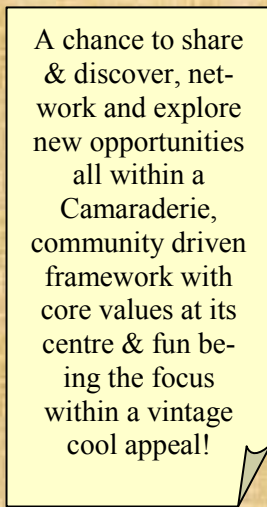 A chance to share
& discover, net-
work and explore
new opportunities
all within a
Camaraderie,
community driven
framework with
core values at its
centre & fun be-
ing the focus
within a vintage
cool appeal!